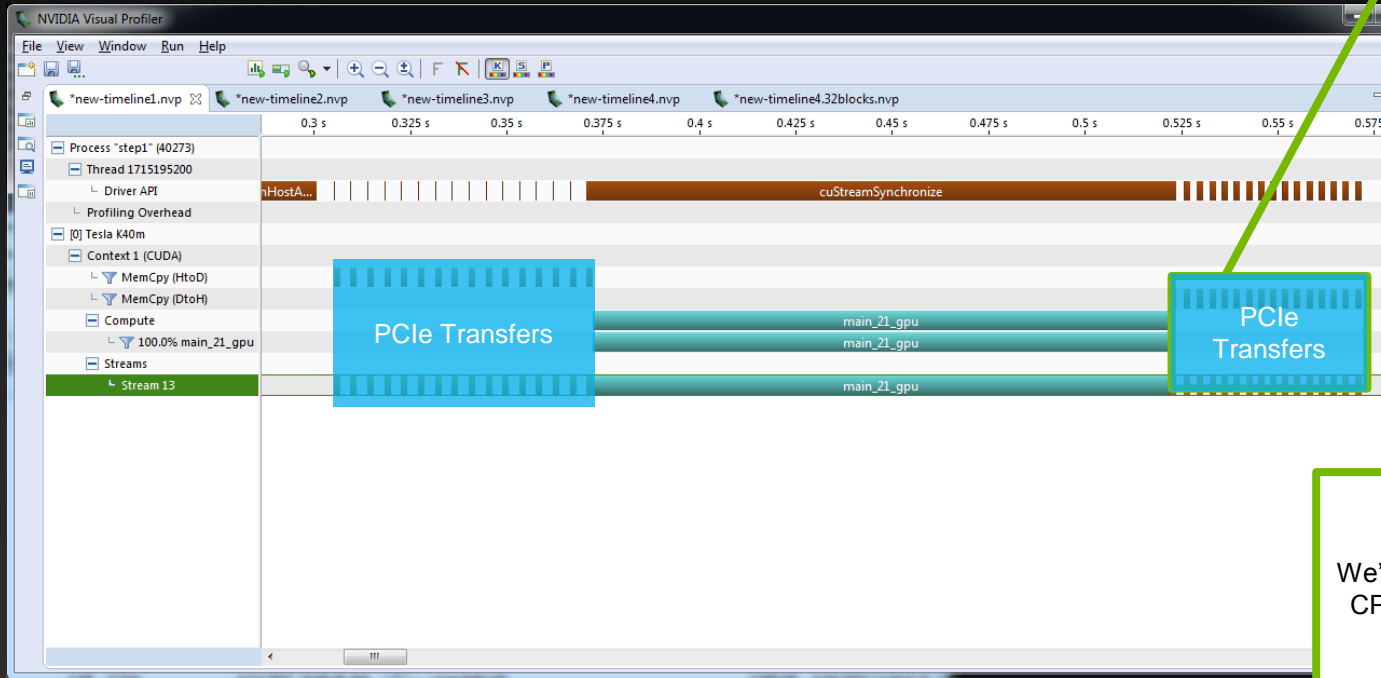 NVIDIA Visual Profiler
File View Window Run Help
*new-timeline1.nvp *new-timeline2.nvp *new-timeline3.nvp *new-timeline4.nvp *new-timeline4.32blocks.nvp
0.3 s 0.325 s 0.35 s 0.375 s 0.4 s 0.425 s 0.45 s 0.475 s 0.5 s 0.525 s 0.55 s 0.575
Process "step1" (40273)
Thread 1715195200
Driver API nHostA... cuStreamSynchronize
Profiling Overhead
[0] Tesla K40m
Context 1 (CUDA)
MemCpy (HtoD)
MemCpy (DtoH)
Compute main_21_gpu
100.0% main_21_gpu main_21_gpu
Streams
Stream 13 main_21_gpu
PCIe Transfers
PCIe
Transfers
We'